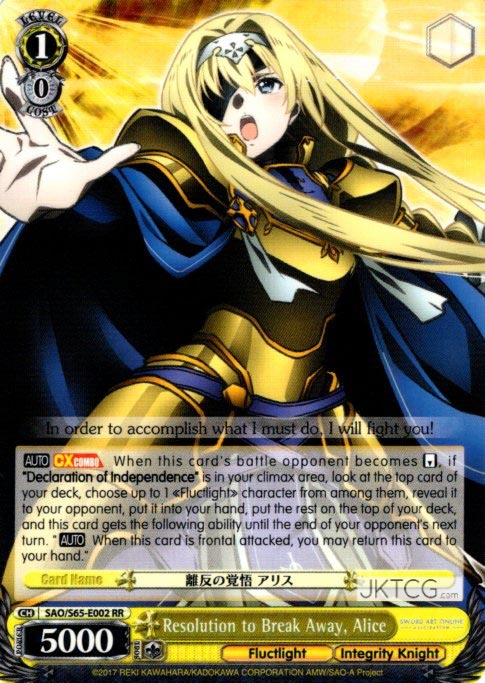 LEVEL
1
0
COST
In order to accomplish what I must do, I will fight you!
AUTO CXCOMBO When this card's battle opponent becomes , if
"Declaration of Independence" is in your climax area, look at the top card of
your deck, choose up to 1 «Fluctlight» character from among them, reveal it
to your opponent, put it into your hand, put the rest on the top of your deck,
and this card gets the following ability until the end of your opponent's next
turn. " AUTO When this card is frontal attacked, you may return this card to
your hand."
Card Name 離反の覚悟 アリス
JKTCG.com
CH SAO/S65-E002 RR
Resolution to Break Away, Alice
SWORD ART ONLINE
ALICIZATION
POWER
5000
SOUL
Fluctlight
Integrity Knight
©2017 REKI KAWAHARA/KADOKAWA CORPORATION AMW/SAO-A Project